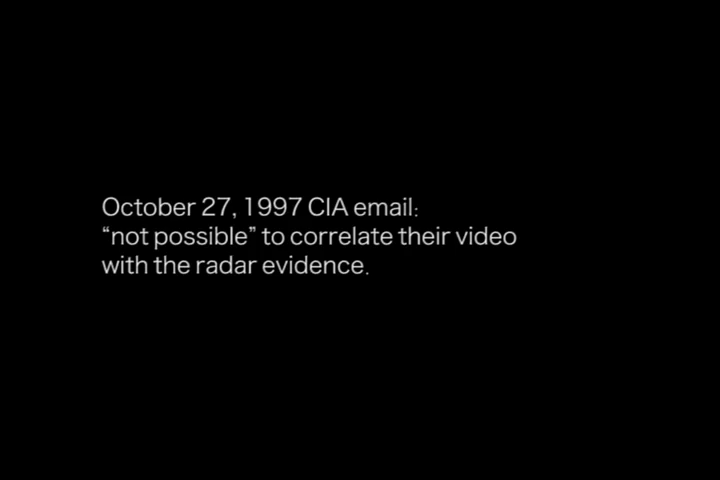 October 27, 1997 CIA email:
“not possible” to correlate their video
with the radar evidence.